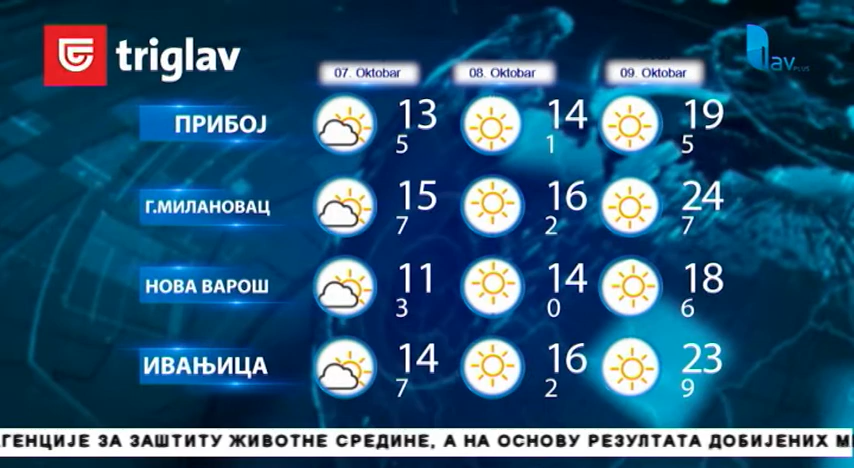 triglav
lav
PLUS
07. Oktobar 08. Oktobar 09. Oktobar
ПРИБОЈ 13 14 19
5 1 5
Г.МИЛАНОВАЦ 15 16 24
7 2 7
НОВА ВАРОШ 11 14 18
3 0 6
ИВАЊИЦА 14 16 23
7 2 9
ГЕНЦИЈЕ ЗА ЗАШТИТУ ЖИВОТНЕ СРЕДИНЕ, А НА ОСНОВУ РЕЗУЛТАТА ДОБИЈЕНИХ